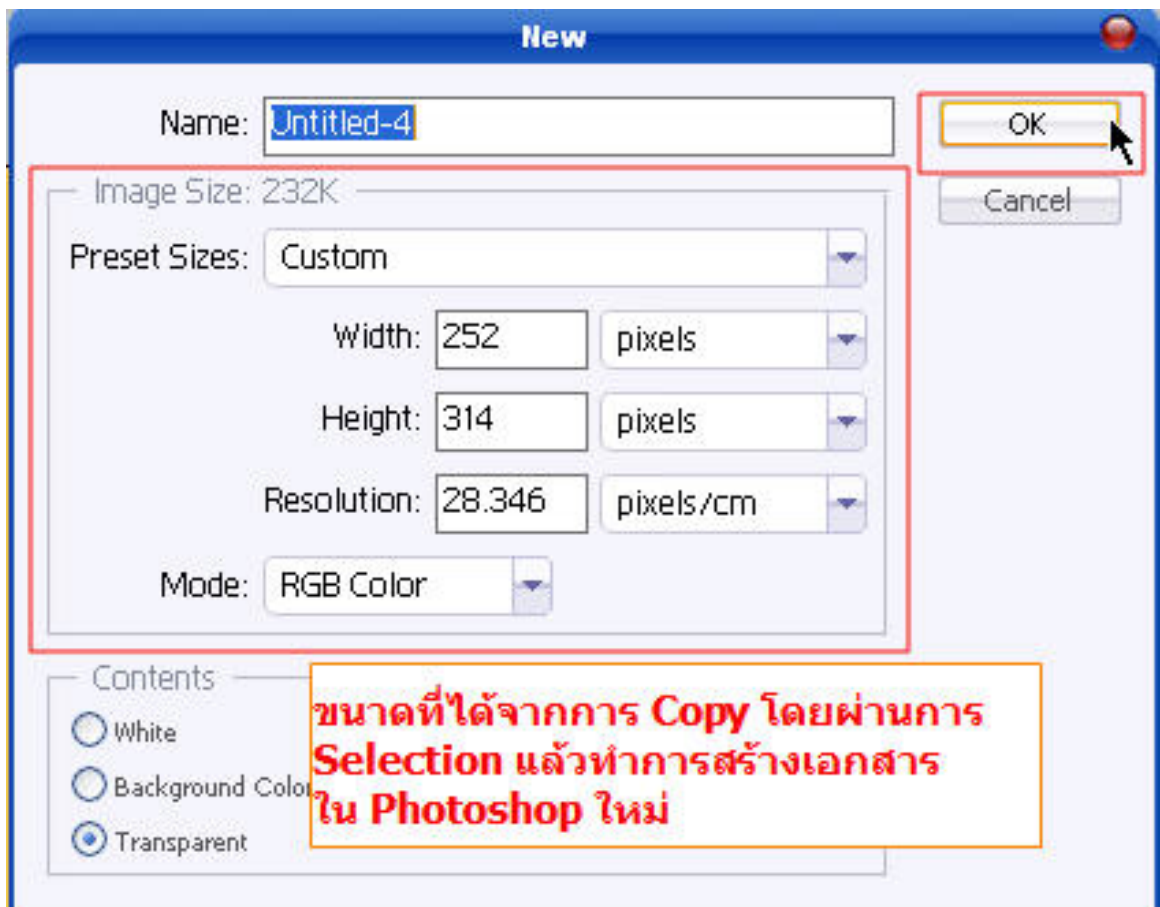 New
Name: Untitled-4
OK
Image Size: 232K
Cancel
Preset Sizes: Custom
Width: 252 pixels
Height: 314 pixels
Resolution: 28.346 pixels/cm
Mode: RGB Color
Contents
White
Background Color
Transparent
ขนาดที่ได้จากการ Copy โดยผ่านการ
Selection แล้วทำการสร้างเอกสาร
ใน Photoshop ใหม่